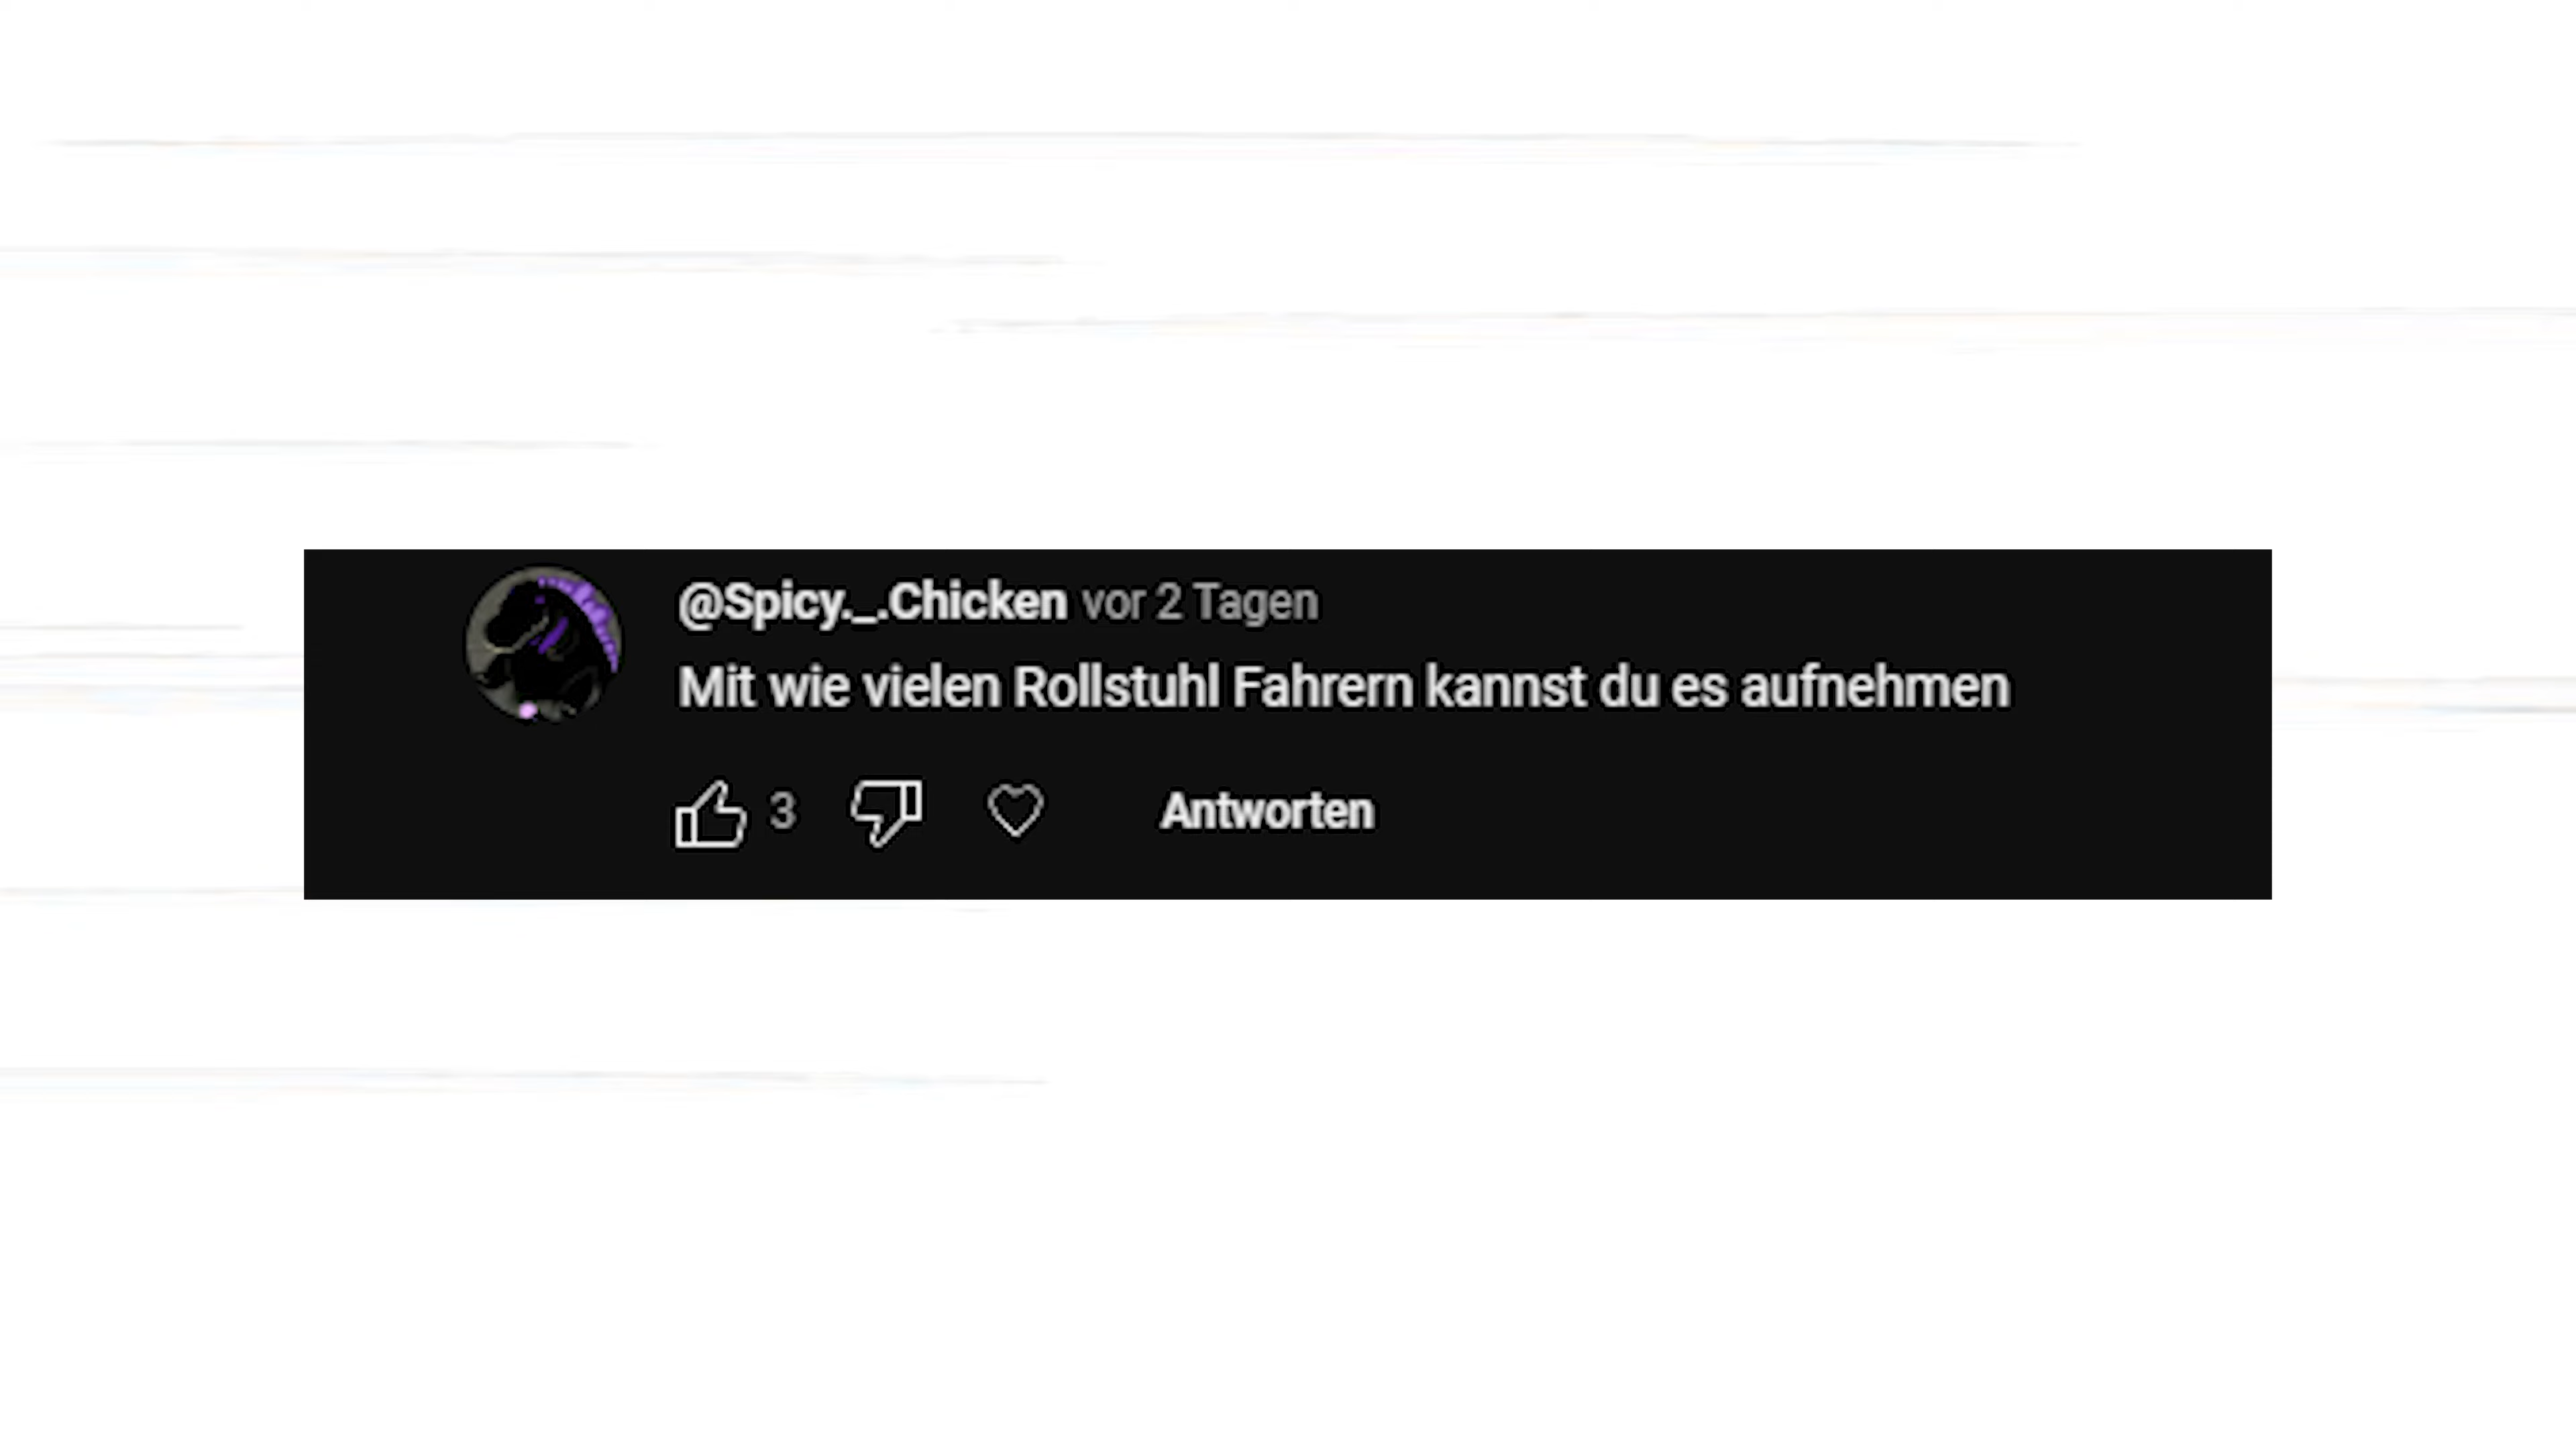 @Spicy._.Chicken vor 2 Tagen
Mit wie vielen Rollstuhl Fahrern kannst du es aufnehmen
3 Antworten